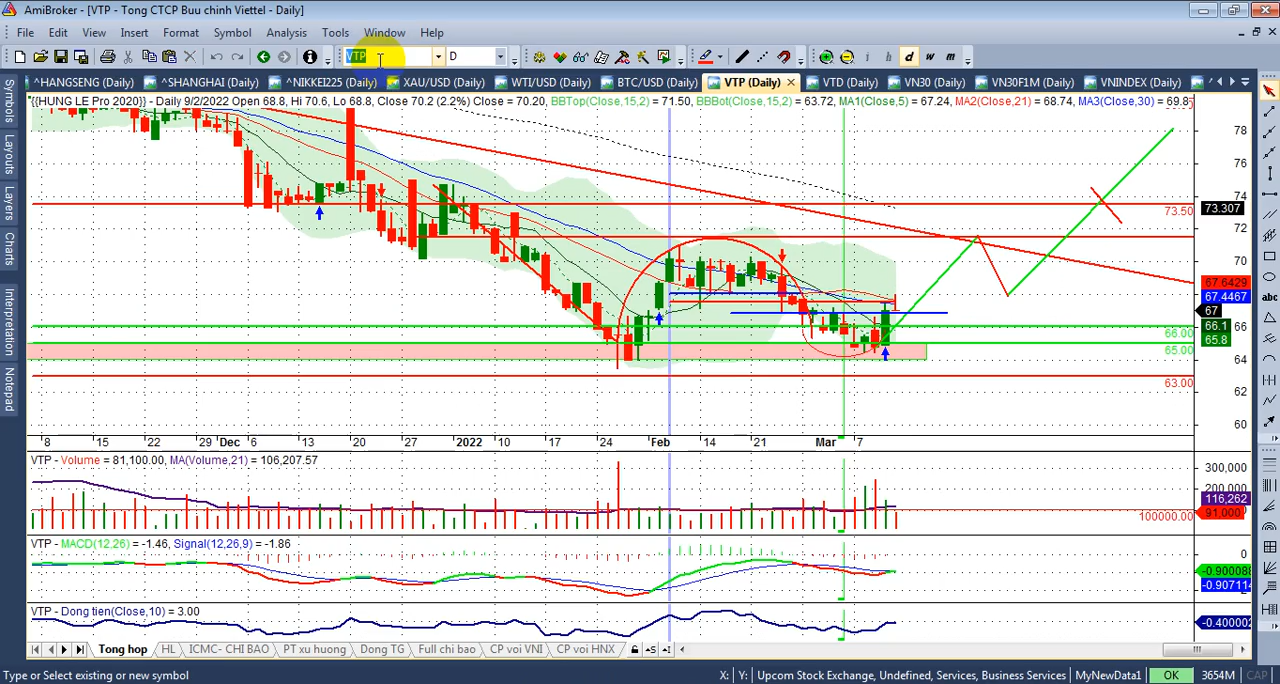 AmiBroker - [VTP - Tong CTCP Buu chinh Viettel - Daily]
File Edit View Insert Format Symbol Analysis Tools Window Help
VTP D i h d w m
^HANGSENG (Daily) ^SHANGHAI (Daily) ^NIKKEI225 (Daily) XAU/USD (Daily) WTI/USD (Daily) BTC/USD (Daily) VTP (Daily) VTD (Daily) VN30 (Daily) VN30F1M (Daily) VNINDEX (Daily)
{{HUNG LE Pro 2020}} - Daily 9/2/2022 Open 68.8, Hi 70.6, Lo 68.8, Close 70.2 (2.2%) Close = 70.20, BBTop(Close,15,2) = 71.50, BBBot(Close,15,2) = 63.72, MA1(Close,5) = 67.24, MA2(Close,21) = 68.74, MA3(Close,30) = 69.8
Symbols
Layouts
Layers
Charts
Interpretation
Notepad
abc
78
76
74
73.50
73.307
72
70
67.6429
67.4467
67
66.1
66
66.00
65.8
65.00
64
63.00
62
60
8 15 22 29 Dec 6 13 20 27 2022 10 17 24 Feb 14 21 Mar 7
VTP - Volume = 81,100.00, MA(Volume,21) = 106,207.57
300,000
200,000
116,262
91,000
100000.00
VTP - MACD(12,26) = -1.46, Signal(12,26,9) = -1.86
0
-0.900088
-0.907114
VTP - Dong tien(Close,10) = 3.00
-0.400002
Tong hop HL ICMC- CHI BAO PT xu huong Dong TG Full chi bao CP voi VNI CP voi HNX
Type or Select existing or new symbol X: Y: Upcom Stock Exchange, Undefined, Services, Business Services MyNewData1 OK 3654M CAP